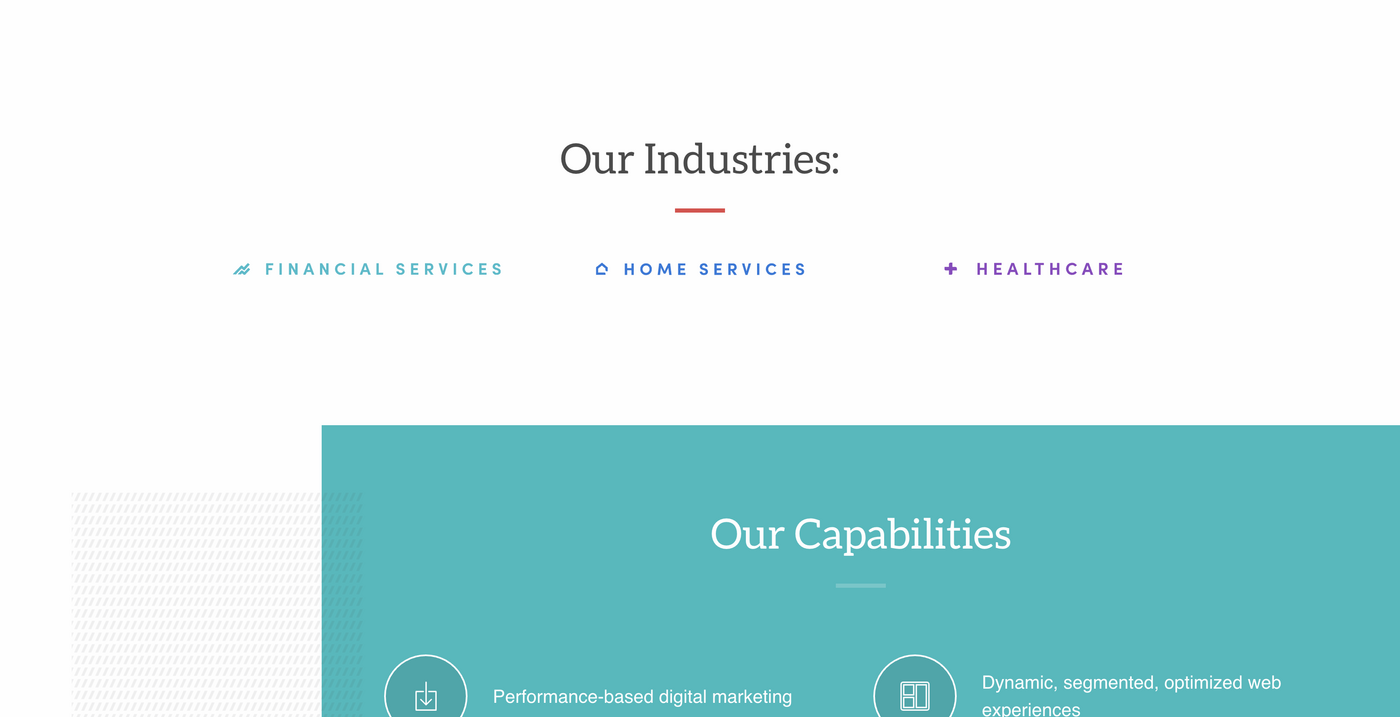 Our Industries:
FINANCIAL SERVICES
HOME SERVICES
HEALTHCARE
Our Capabilities
Performance-based digital marketing
Dynamic, segmented, optimized web
experiences